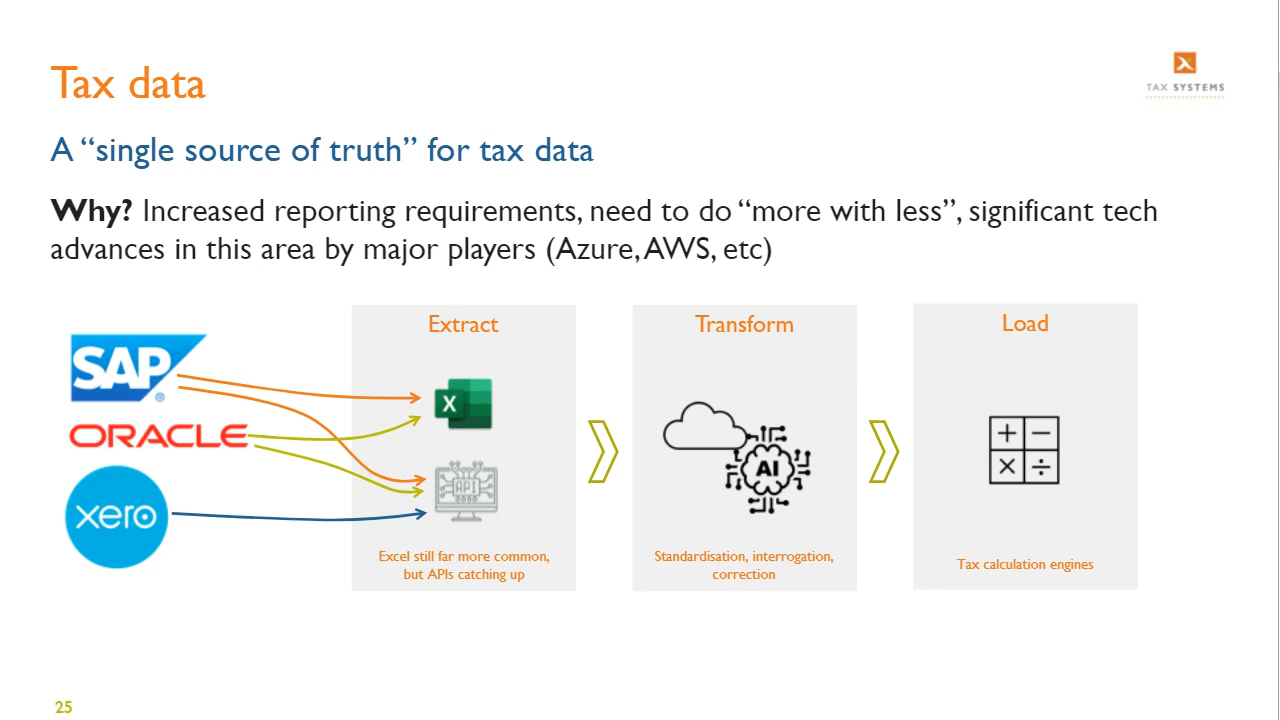 Tax data
TAX SYSTEMS
A “single source of truth” for tax data
Why? Increased reporting requirements, need to do “more with less”, significant tech
advances in this area by major players (Azure, AWS, etc)
Extract
Transform
Load
SAP®
ORACLE
xero
X
API
AI
+ −
× ÷
Excel still far more common,
but APIs catching up
Standardisation, interrogation,
correction
Tax calculation engines
25